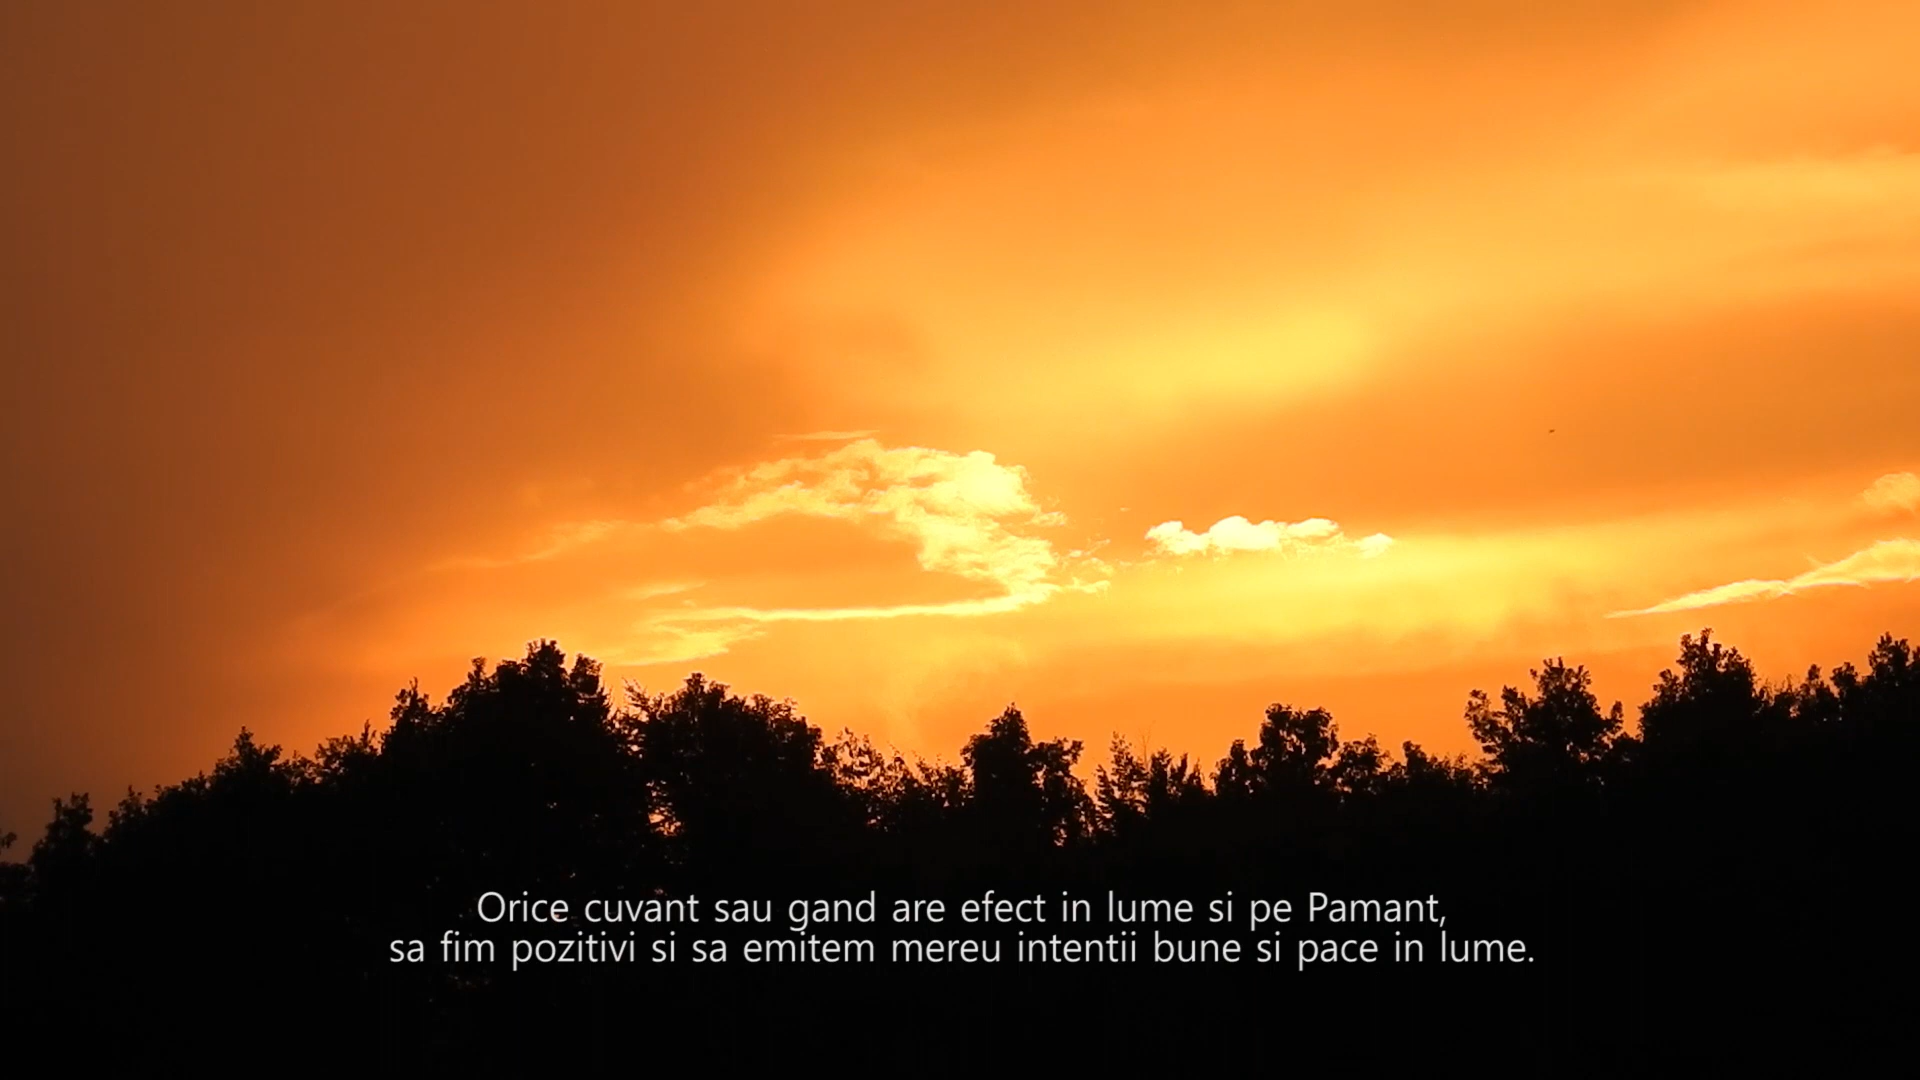 Orice cuvant sau gand are efect in lume si pe Pamant,
sa fim pozitivi si sa emitem mereu intentii bune si pace in lume.